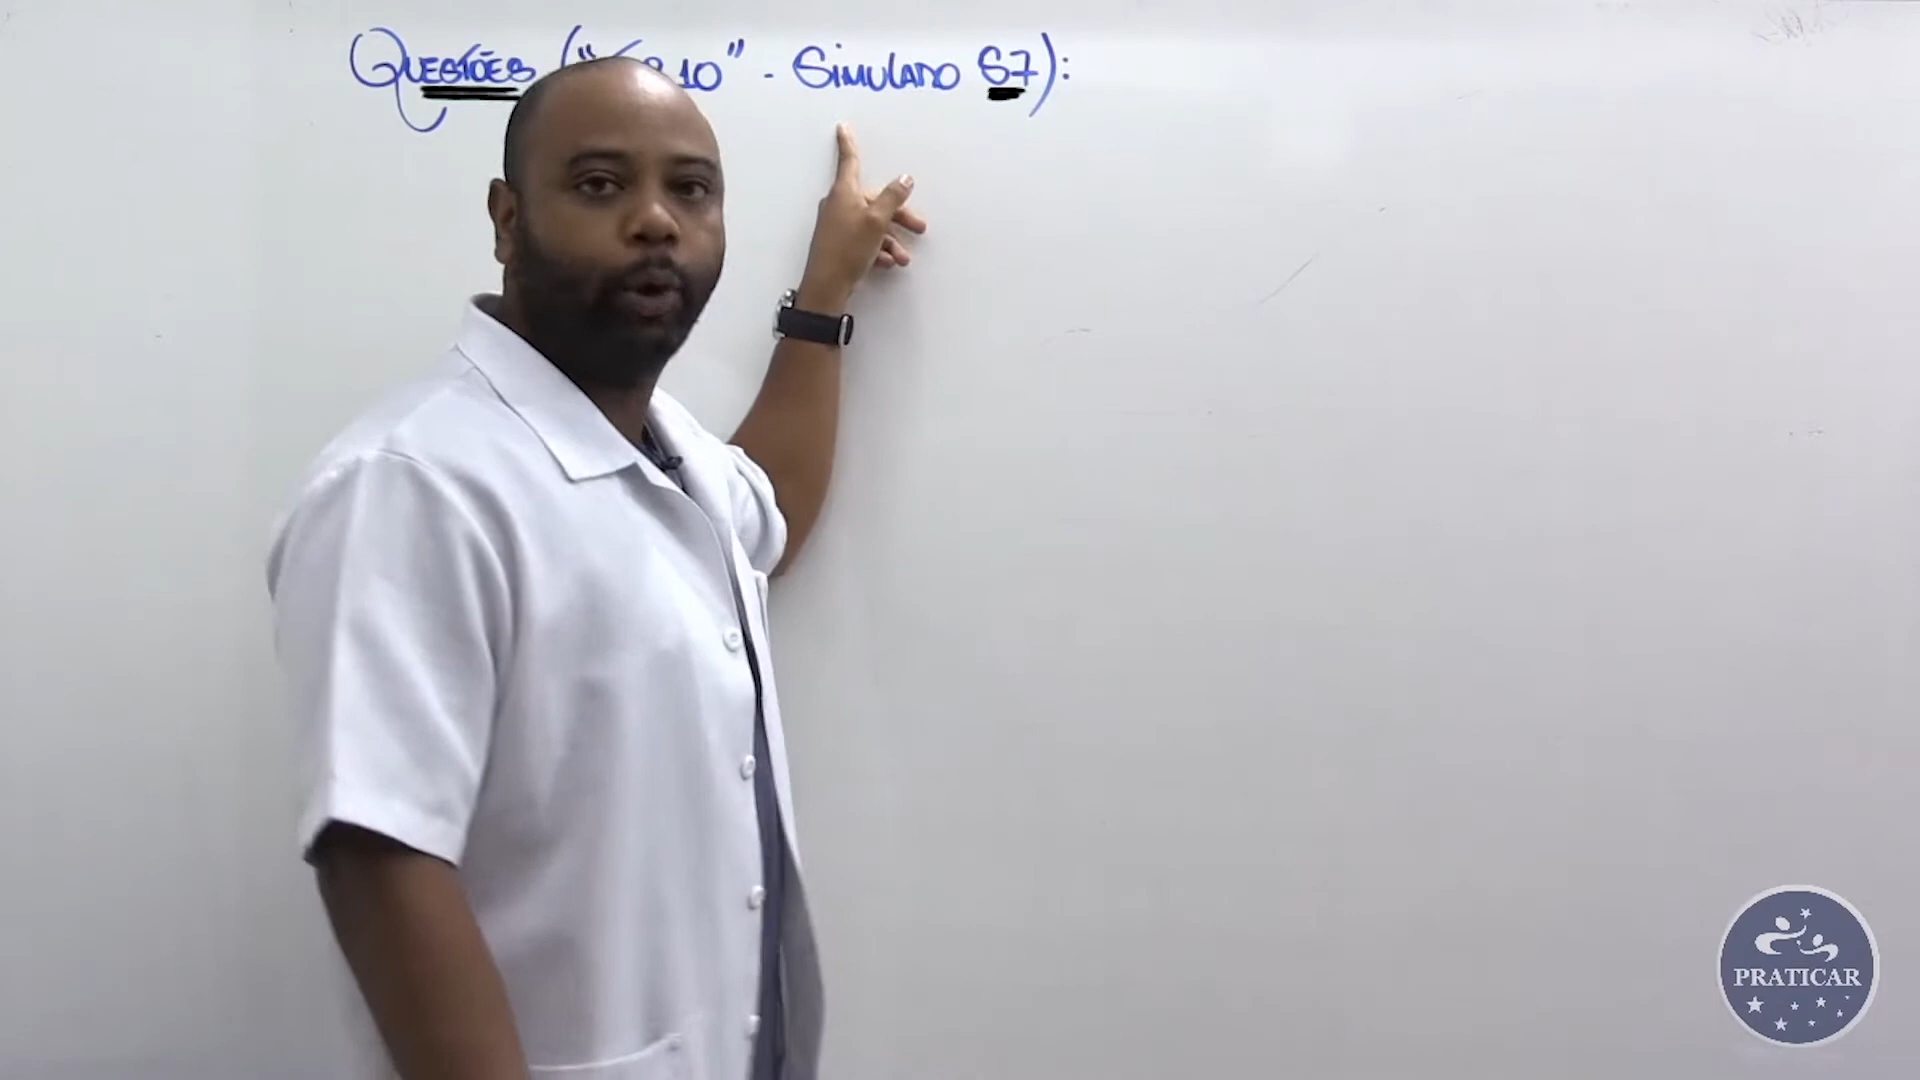 Questões (" 10" - Simulado S7):
PRATICAR